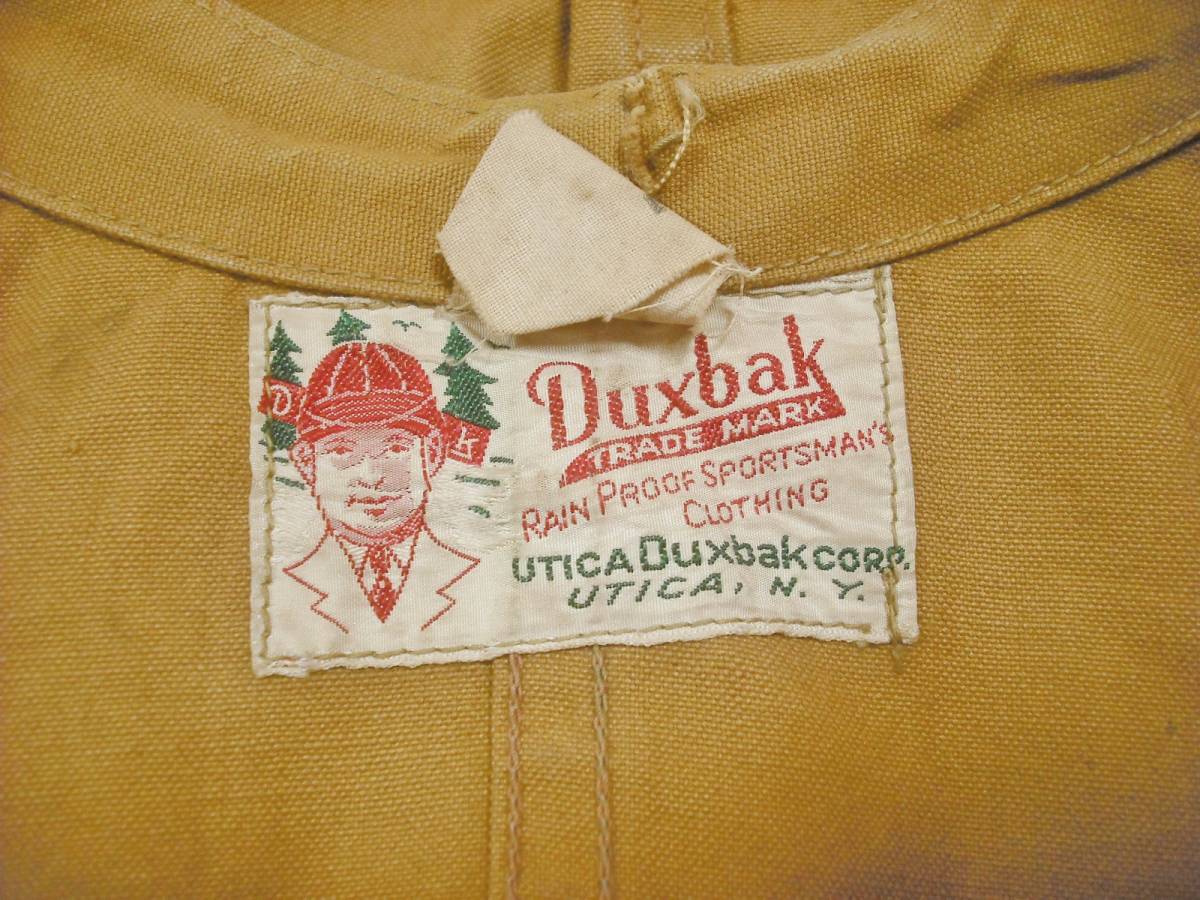 Duxbak
TRADE MARK
RAIN PROOF SPORTSMAN'S
CLOTHING
UTICA Duxbak CORP.
UTICA, N. Y.
D
k